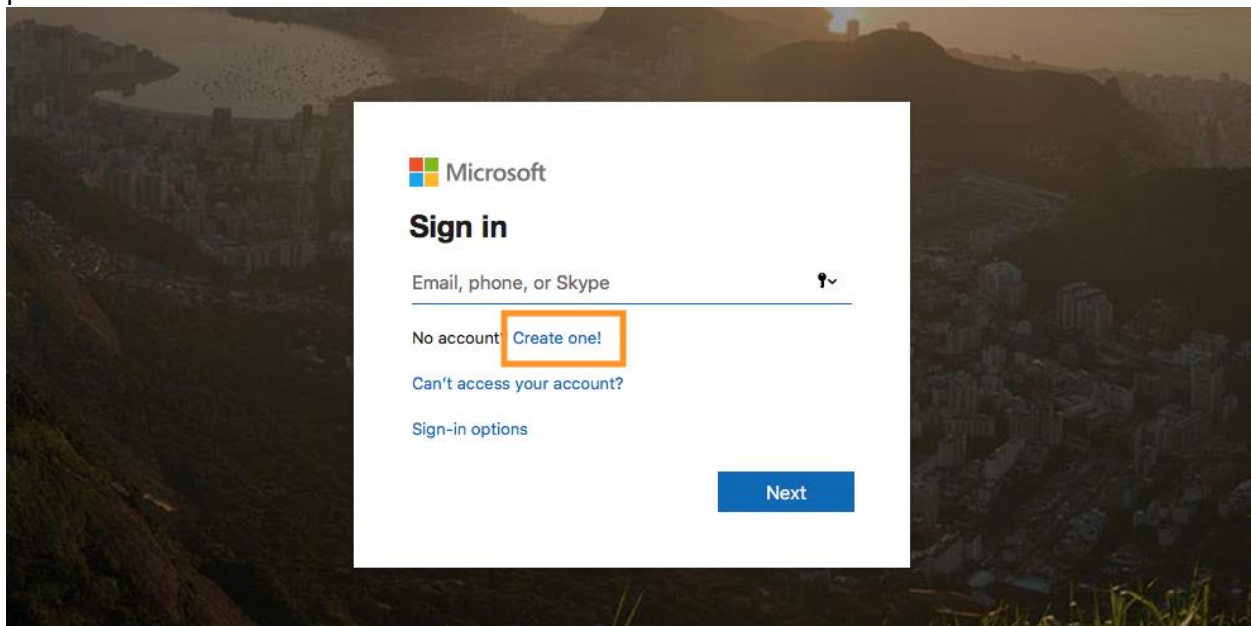 Microsoft
Sign in
Email, phone, or Skype
No account? Create one!
Can't access your account?
Sign-in options
Next